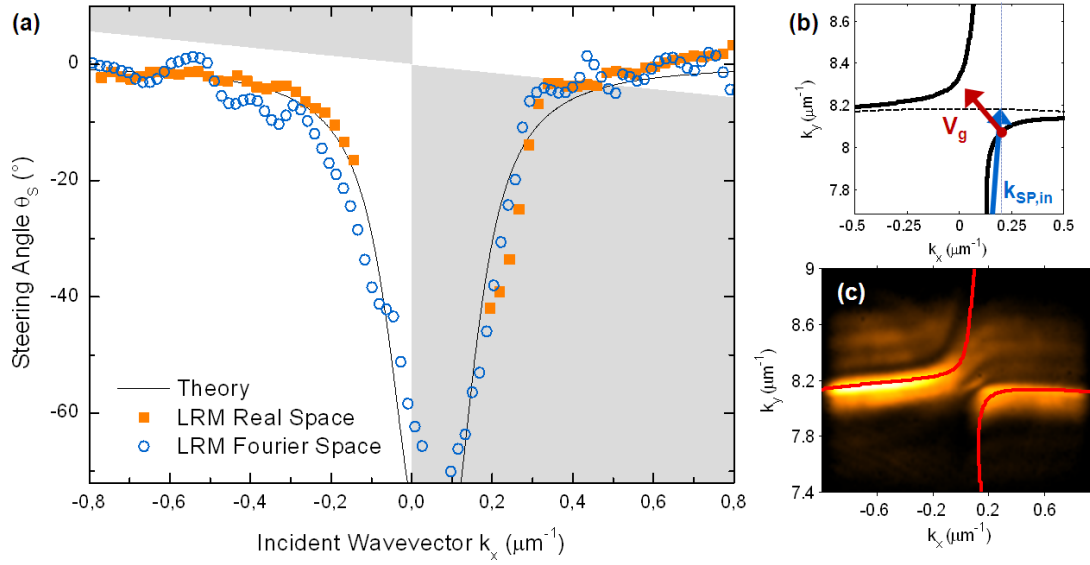 (a)
0
-20
-40
-60
Steering Angle θS (°)
Theory
LRM Real Space
LRM Fourier Space
-0,8 -0,6 -0,4 -0,2 0,0 0,2 0,4 0,6 0,8
Incident Wavevector kx (μm-1)
(b)
8.6
8.4
8.2
8
7.8
ky (μm-1)
Vg
kSP,in
-0.5 -0.25 0 0.25 0.5
kx (μm-1)
(c)
9
8.6
8.2
7.8
7.4
ky (μm-1)
-0.6 -0.2 0.2 0.6
kx (μm-1)